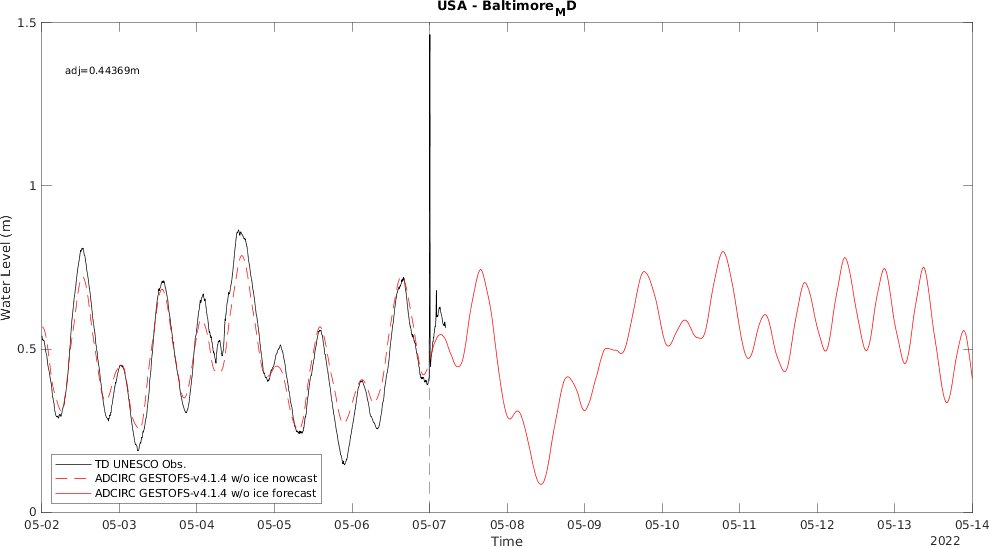 USA - Baltimore_MD
1.5
adj=0.44369m
1
Water Level (m)
0.5
TD UNESCO Obs.
ADCIRC GESTOFS-v4.1.4 w/o ice nowcast
ADCIRC GESTOFS-v4.1.4 w/o ice forecast
0
05-02 05-03 05-04 05-05 05-06 05-07 05-08 05-09 05-10 05-11 05-12 05-13 05-14
Time
2022